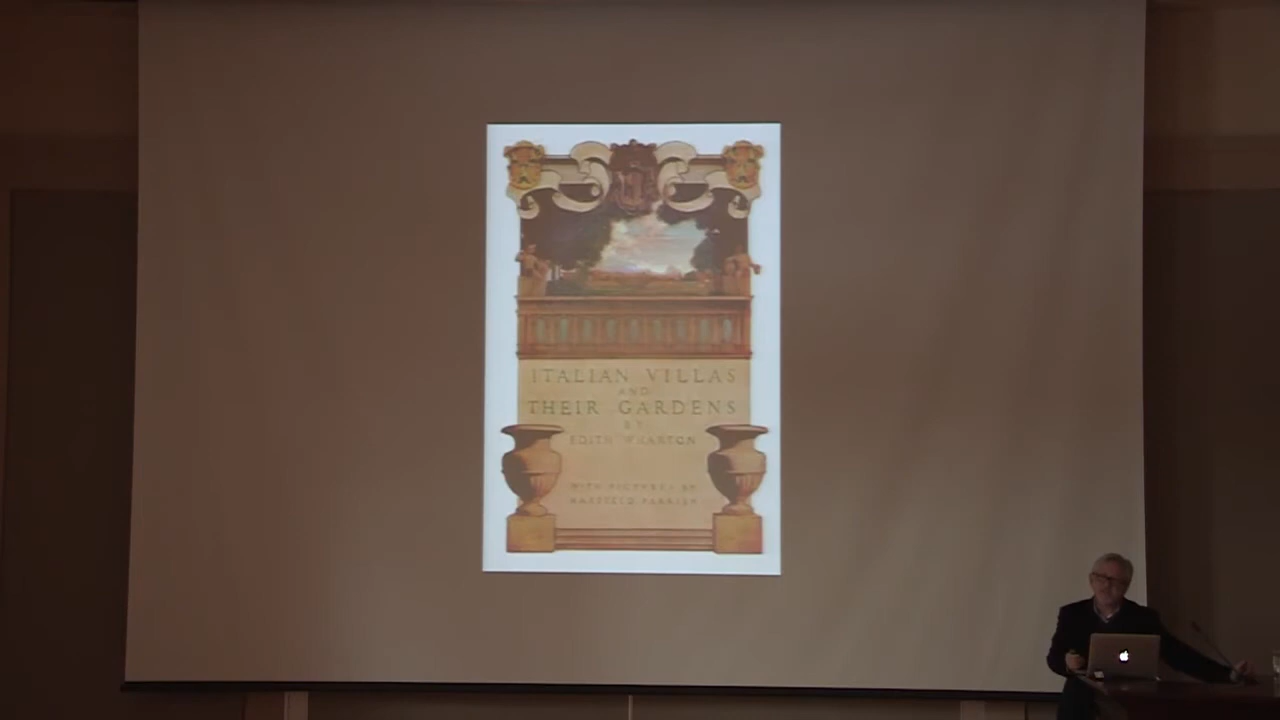 ITALIAN VILLAS
AND
THEIR GARDENS
BY
EDITH WHARTON
WITH PICTURES BY
MAXFIELD PARRISH